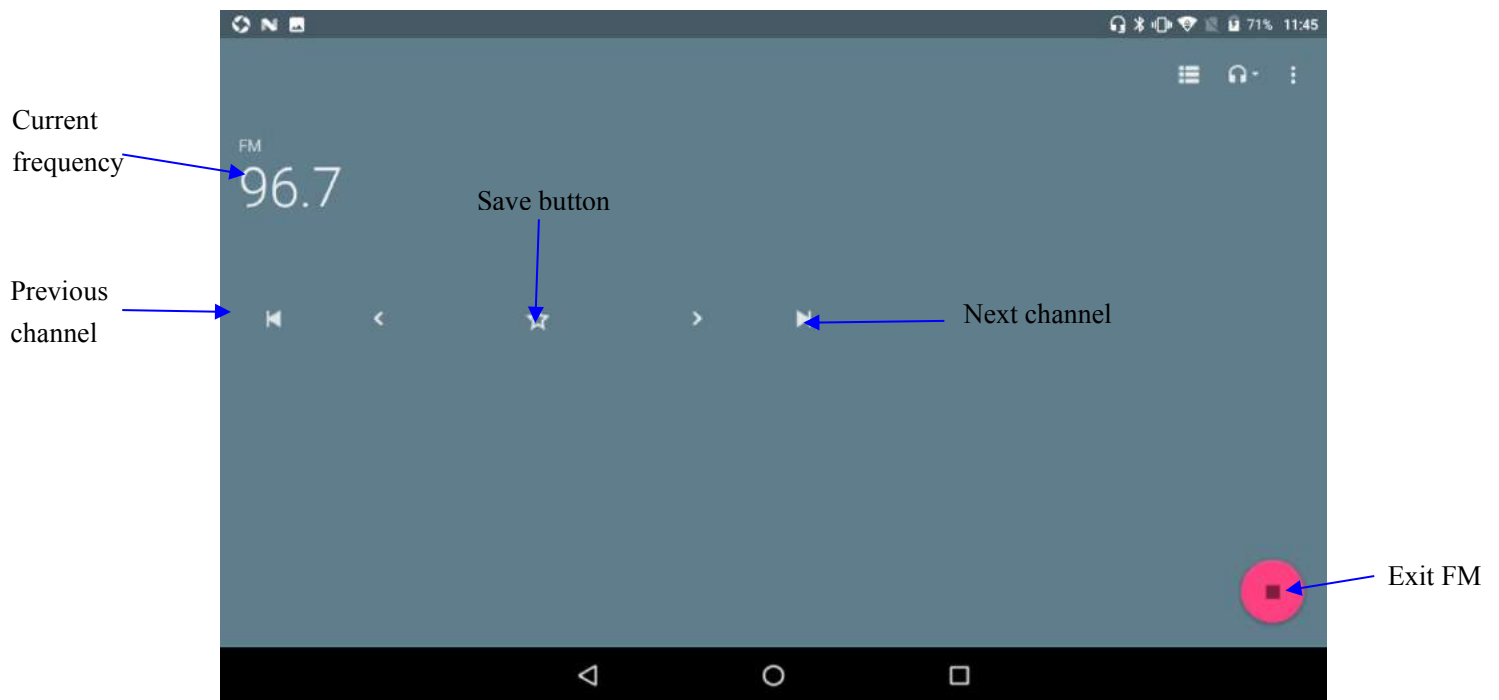 71% 11:45
Current
frequency
FM
96.7
Save button
Previous
channel
Next channel
Exit FM